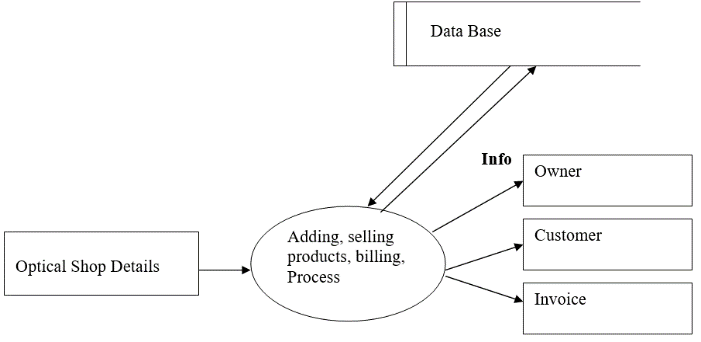 Data Base
Info
Owner
Customer
Invoice
Adding, selling
products, billing,
Process
Optical Shop Details